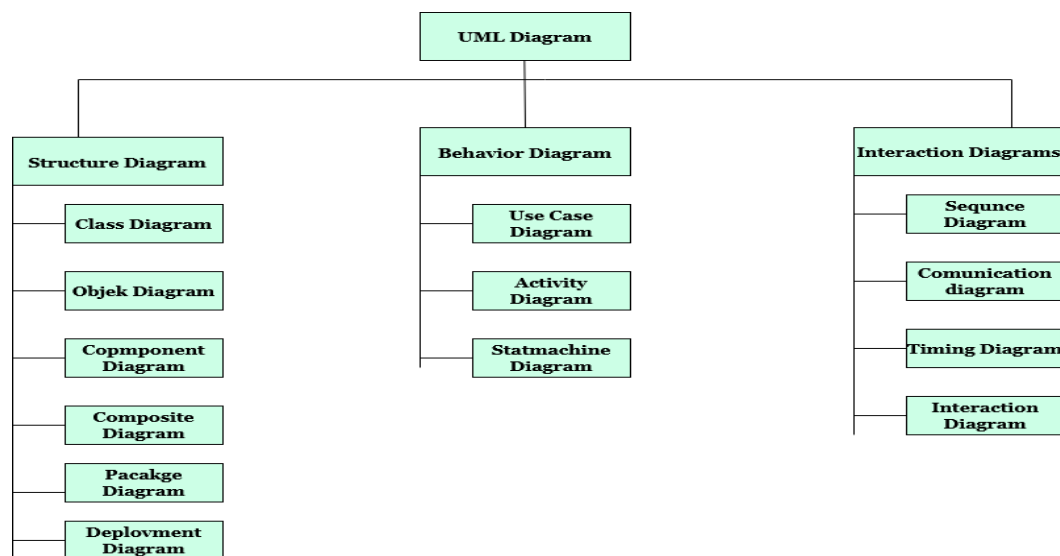 UML Diagram
Structure Diagram
Class Diagram
Objek Diagram
Copmponent
Diagram
Composite
Diagram
Pacakge
Diagram
Deplovment
Diagram
Behavior Diagram
Use Case
Diagram
Activity
Diagram
Statmachine
Diagram
Interaction Diagrams
Sequnce
Diagram
Comunication
diagram
Timing Diagram
Interaction
Diagram